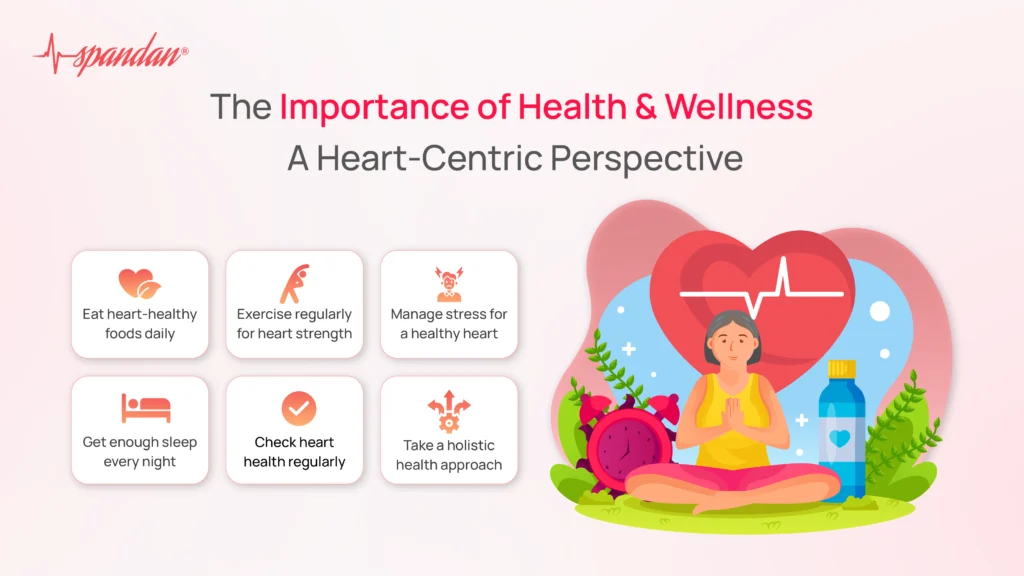 spandan®
The Importance of Health & Wellness
A Heart-Centric Perspective
Eat heart-healthy
foods daily
Exercise regularly
for heart strength
Manage stress for
a healthy heart
Get enough sleep
every night
Check heart
health regularly
Take a holistic
health approach